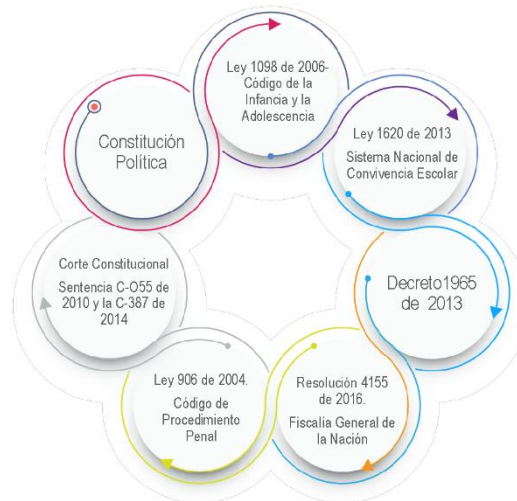 Constitución
Política
Ley 1098 de 2006-
Código de la
Infancia y la
Adolescencia
Ley 1620 de 2013
Sistema Nacional de
Convivencia Escolar
Decreto1965
de 2013
Resolución 4155
de 2016.
Fiscalía General de
la Nación
Ley 906 de 2004.
Código de
Procedimiento
Penal
Corte Constitucional
Sentencia C-O55 de
2010 y la C-387 de
2014